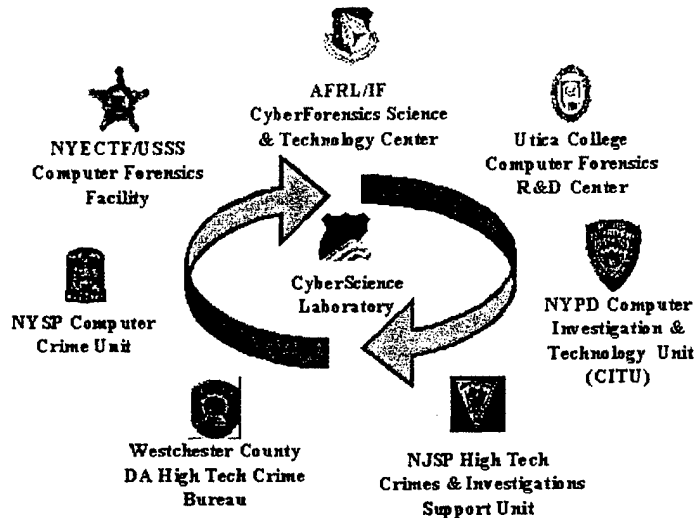 AFRL/IF
CyberForensics Science
& Technology Center
NYECTF/USSS
Computer Forensics
Facility
Utica College
Computer Forensics
R&D Center
CyberScience
Laboratory
NYSP Computer
Crime Unit
NYPD Computer
Investigation &
Technology Unit
(CITU)
Westchester County
DA High Tech Crime
Bureau
NJSP High Tech
Crimes & Investigations
Support Unit